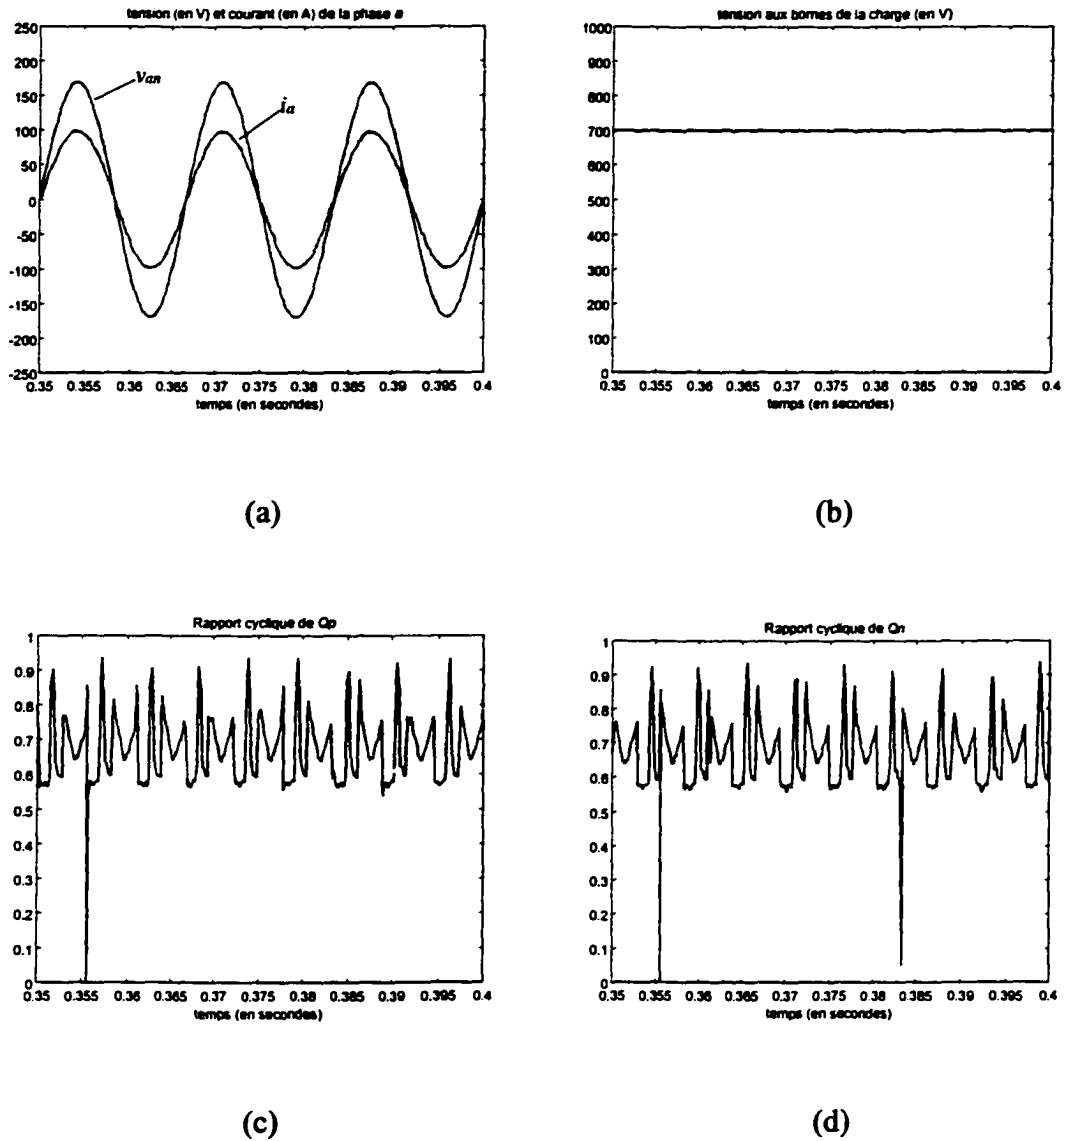 tension (en V) et courant (en A) de la phase a
250
200
150
100
50
0
-50
-100
-150
-200
-250
van
ia
0.35 0.355 0.36 0.365 0.37 0.375 0.38 0.385 0.39 0.395 0.4
temps (en secondes)
(a)
tension aux bornes de la charge (en V)
1000
900
800
700
600
500
400
300
200
100
0
0.35 0.355 0.36 0.365 0.37 0.375 0.38 0.385 0.39 0.395 0.4
temps (en secondes)
(b)
Rapport cyclique de Qp
1
0.9
0.8
0.7
0.6
0.5
0.4
0.3
0.2
0.1
0
0.35 0.355 0.36 0.365 0.37 0.375 0.38 0.385 0.39 0.395 0.4
temps (en secondes)
(c)
Rapport cyclique de Qn
1
0.9
0.8
0.7
0.6
0.5
0.4
0.3
0.2
0.1
0
0.35 0.355 0.36 0.365 0.37 0.375 0.38 0.385 0.39 0.395 0.4
temps (en secondes)
(d)